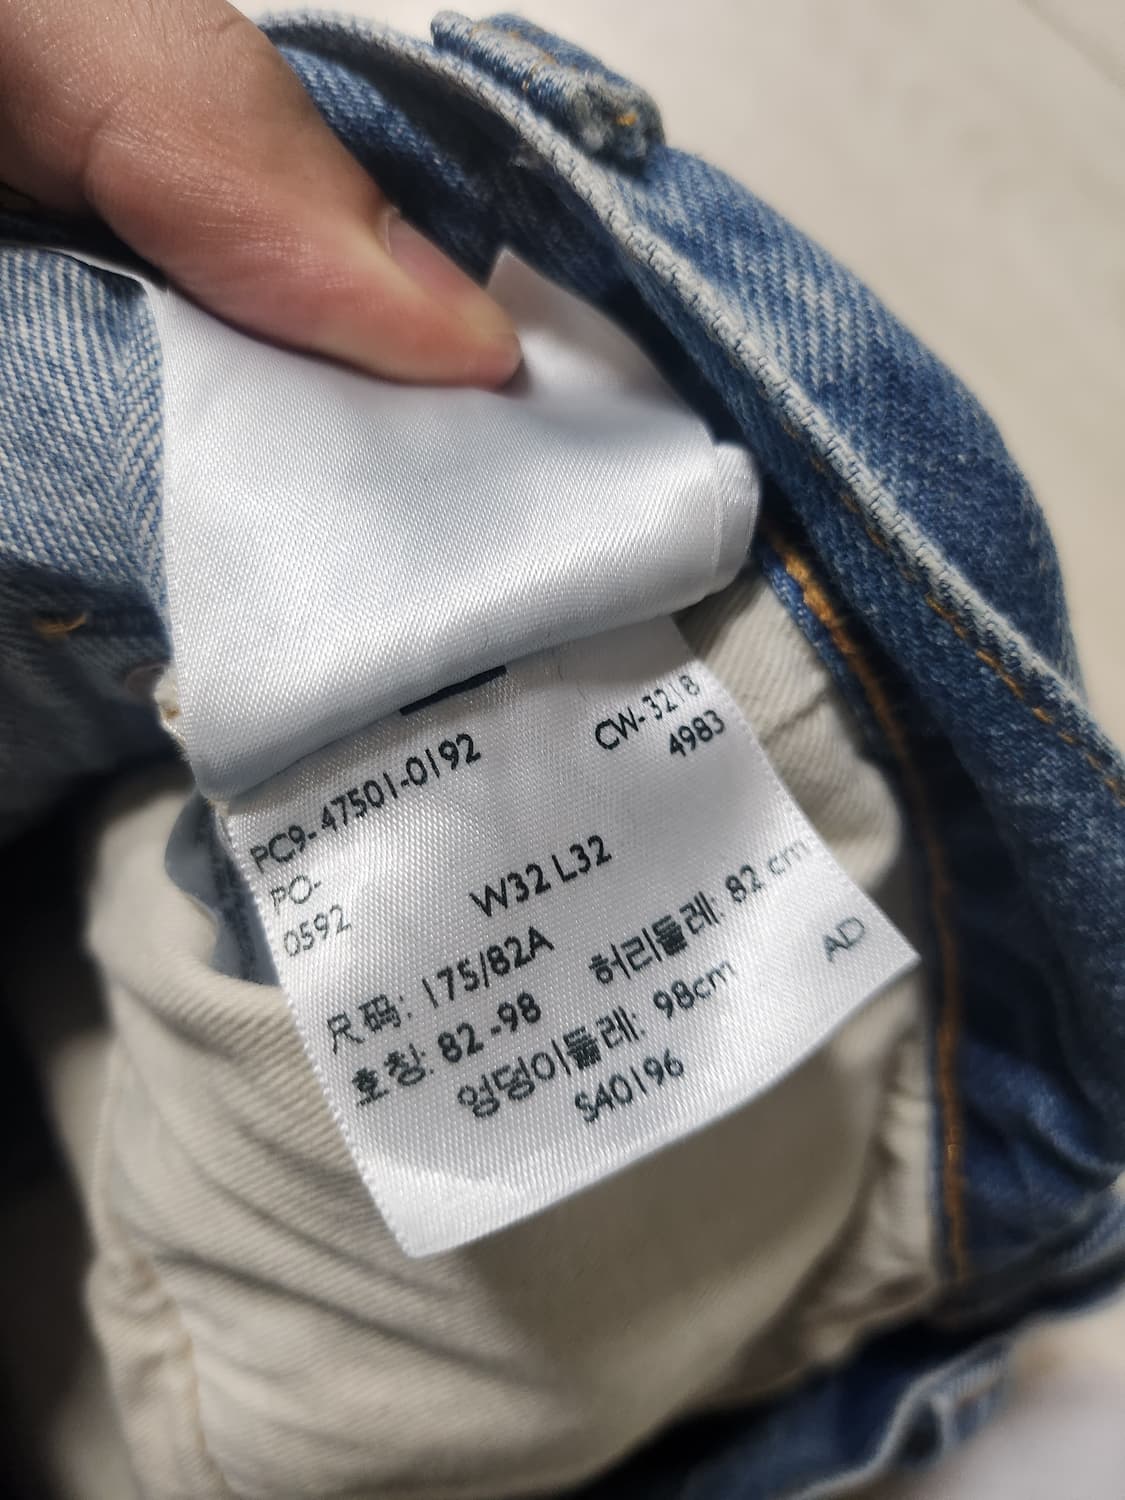 PC9-47501-0192
CW-3218
4983
PO-
0592
W32 L32
尺码: 175/82A
호칭: 82-98
허리둘레: 82 cm
엉덩이둘레: 98cm
AD
S40196